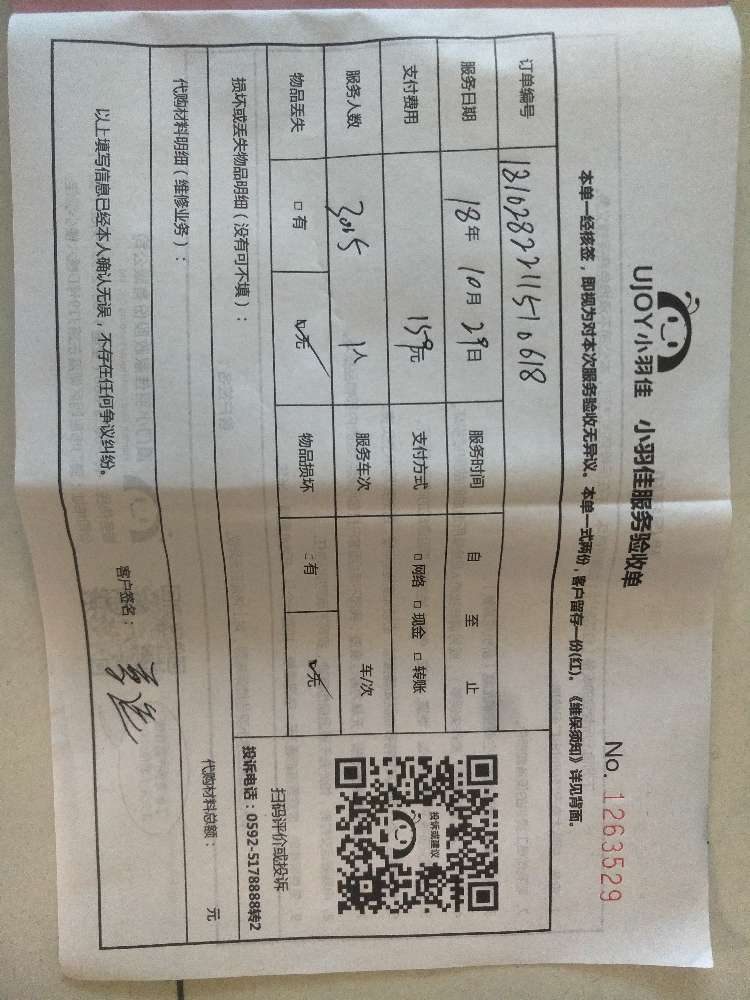 UJOY小羽佳 小羽佳服务验收单
No. 1263529
本单一经核签，即视为对本次服务验收无异议。本单一式两份，客户留存一份(红)。《维保须知》详见背面。
订单编号
服务日期 18年 10月 29日 服务时间 自 至 止
支付费用 159元 支付方式 □网络 □现金 □转账
服务人数 1人 服务车次 车/次
物品丢失 □有 ☑无 物品损坏 □有 ☑无
投诉或建议
扫码评价或投诉
损坏或丢失物品明细（没有可不填）：
投诉电话：0592-5178888转2
代购材料明细（维修业务）：
代购材料总额： 元
以上填写信息已经本人确认无误，不存在任何争议纠纷。
客户签名：